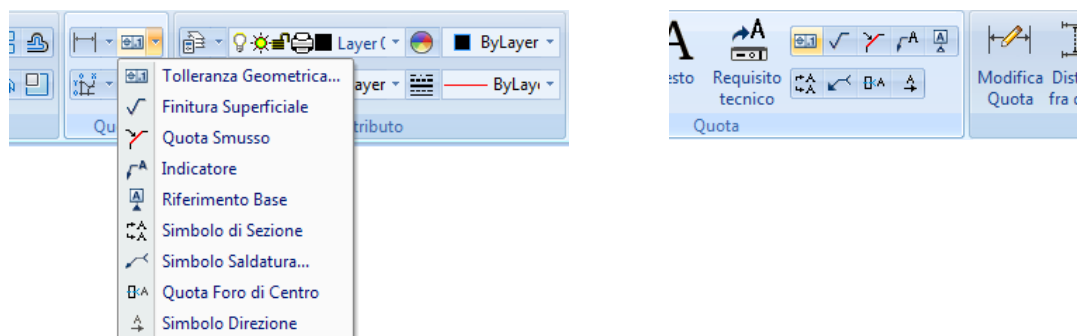 Layer (
ByLayer
ayer
ByLay
Qu
tributo
Tolleranza Geometrica...
Finitura Superficiale
Quota Smusso
Indicatore
Riferimento Base
Simbolo di Sezione
Simbolo Saldatura...
Quota Foro di Centro
Simbolo Direzione
A
esto
Requisito
tecnico
Quota
Modifica
Quota
Dist
fra